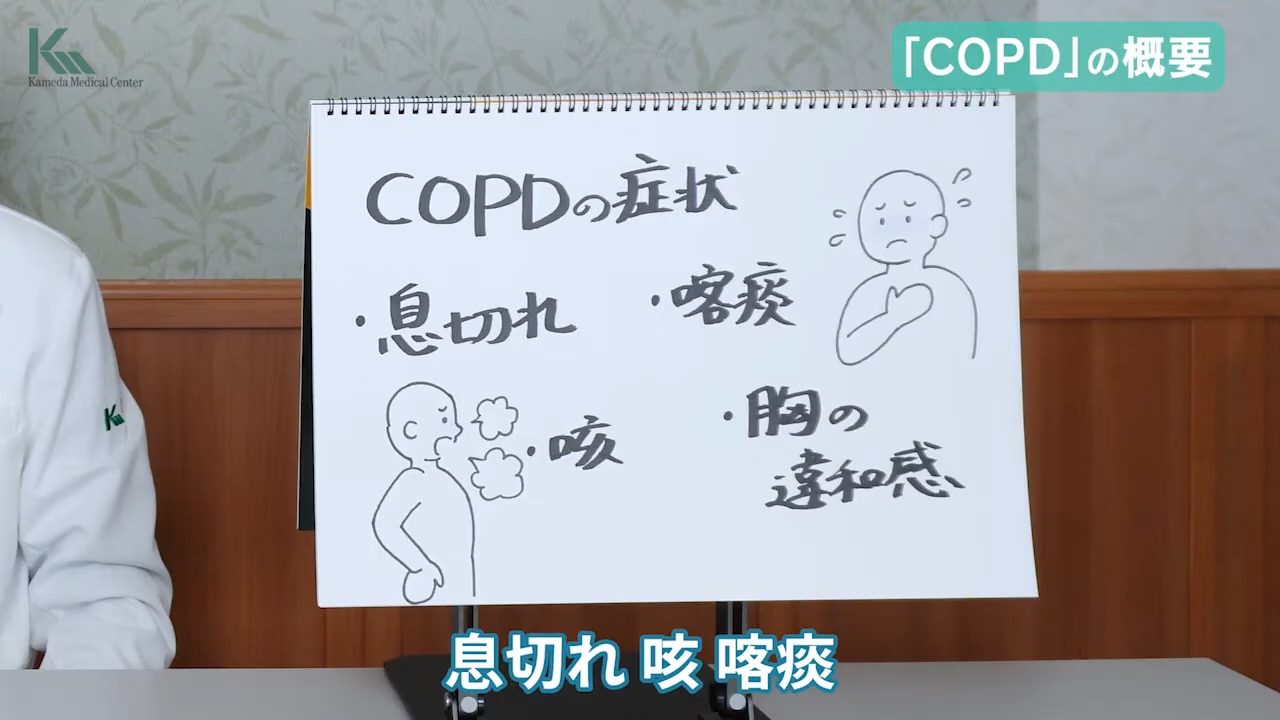 Kameda Medical Center
「COPD」の概要
COPDの症状
・息切れ
・喀痰
・咳
・胸の
違和感
息切れ 咳 喀痰